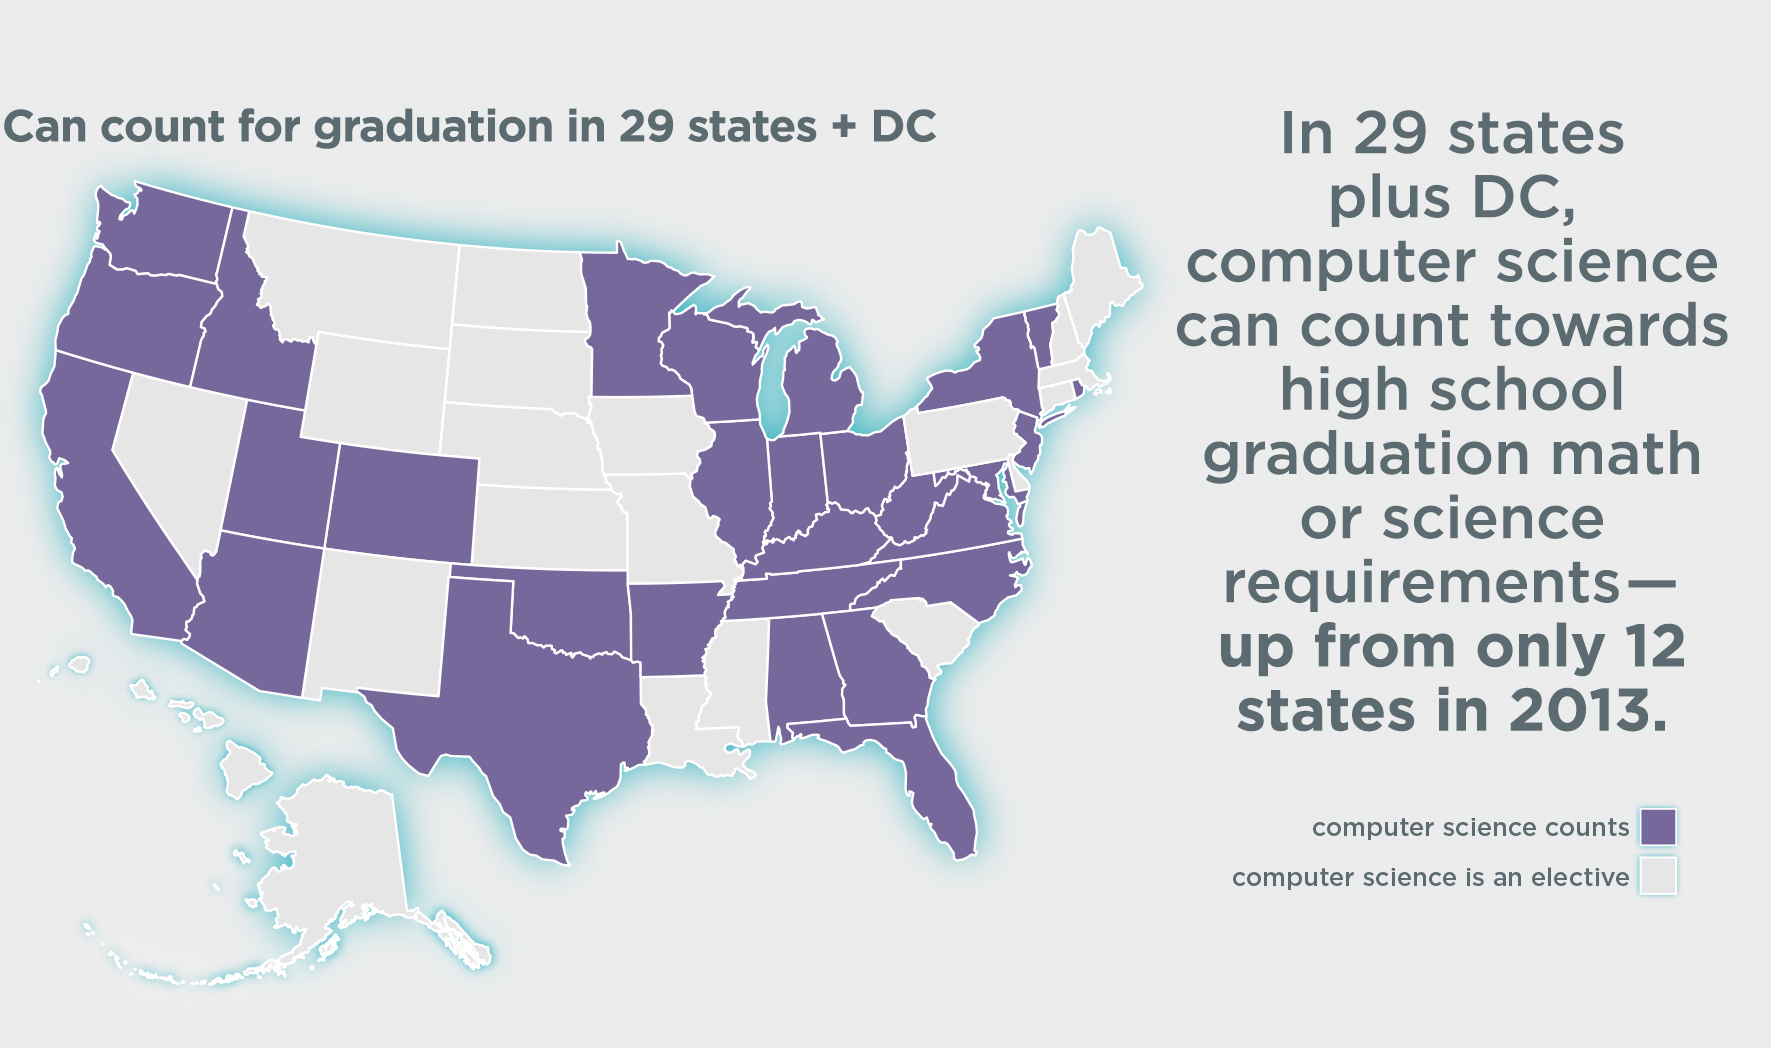 Can count for graduation in 29 states + DC
In 29 states
plus DC,
computer science
can count towards
high school
graduation math
or science
requirements—
up from only 12
states in 2013.
computer science counts
computer science is an elective